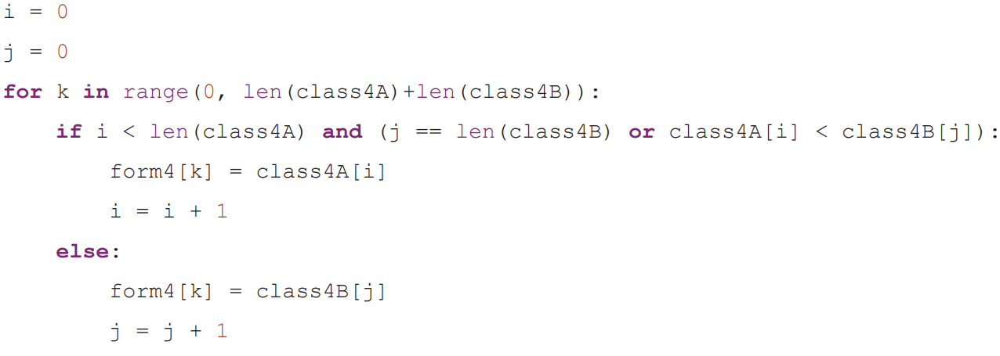 i = 0
j = 0
for k in range(0, len(class4A)+len(class4B)):
    if i < len(class4A) and (j == len(class4B) or class4A[i] < class4B[j]):
        form4[k] = class4A[i]
        i = i + 1
    else:
        form4[k] = class4B[j]
        j = j + 1